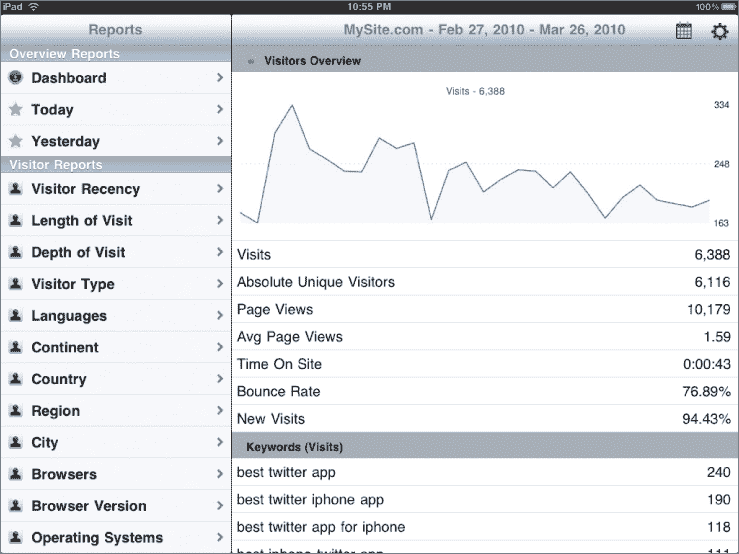 iPad 10:55 PM 100%
Reports
Overview Reports
Dashboard
Today
Yesterday
Visitor Reports
Visitor Recency
Length of Visit
Depth of Visit
Visitor Type
Languages
Continent
Country
Region
City
Browsers
Browser Version
Operating Systems
MySite.com - Feb 27, 2010 - Mar 26, 2010
Visitors Overview
Visits - 6,388
334
248
163
Visits 6,388
Absolute Unique Visitors 6,116
Page Views 10,179
Avg Page Views 1.59
Time On Site 0:00:43
Bounce Rate 76.89%
New Visits 94.43%
Keywords (Visits)
best twitter app 240
best twitter iphone app 190
best twitter app for iphone 118
best iphone twitter app 111